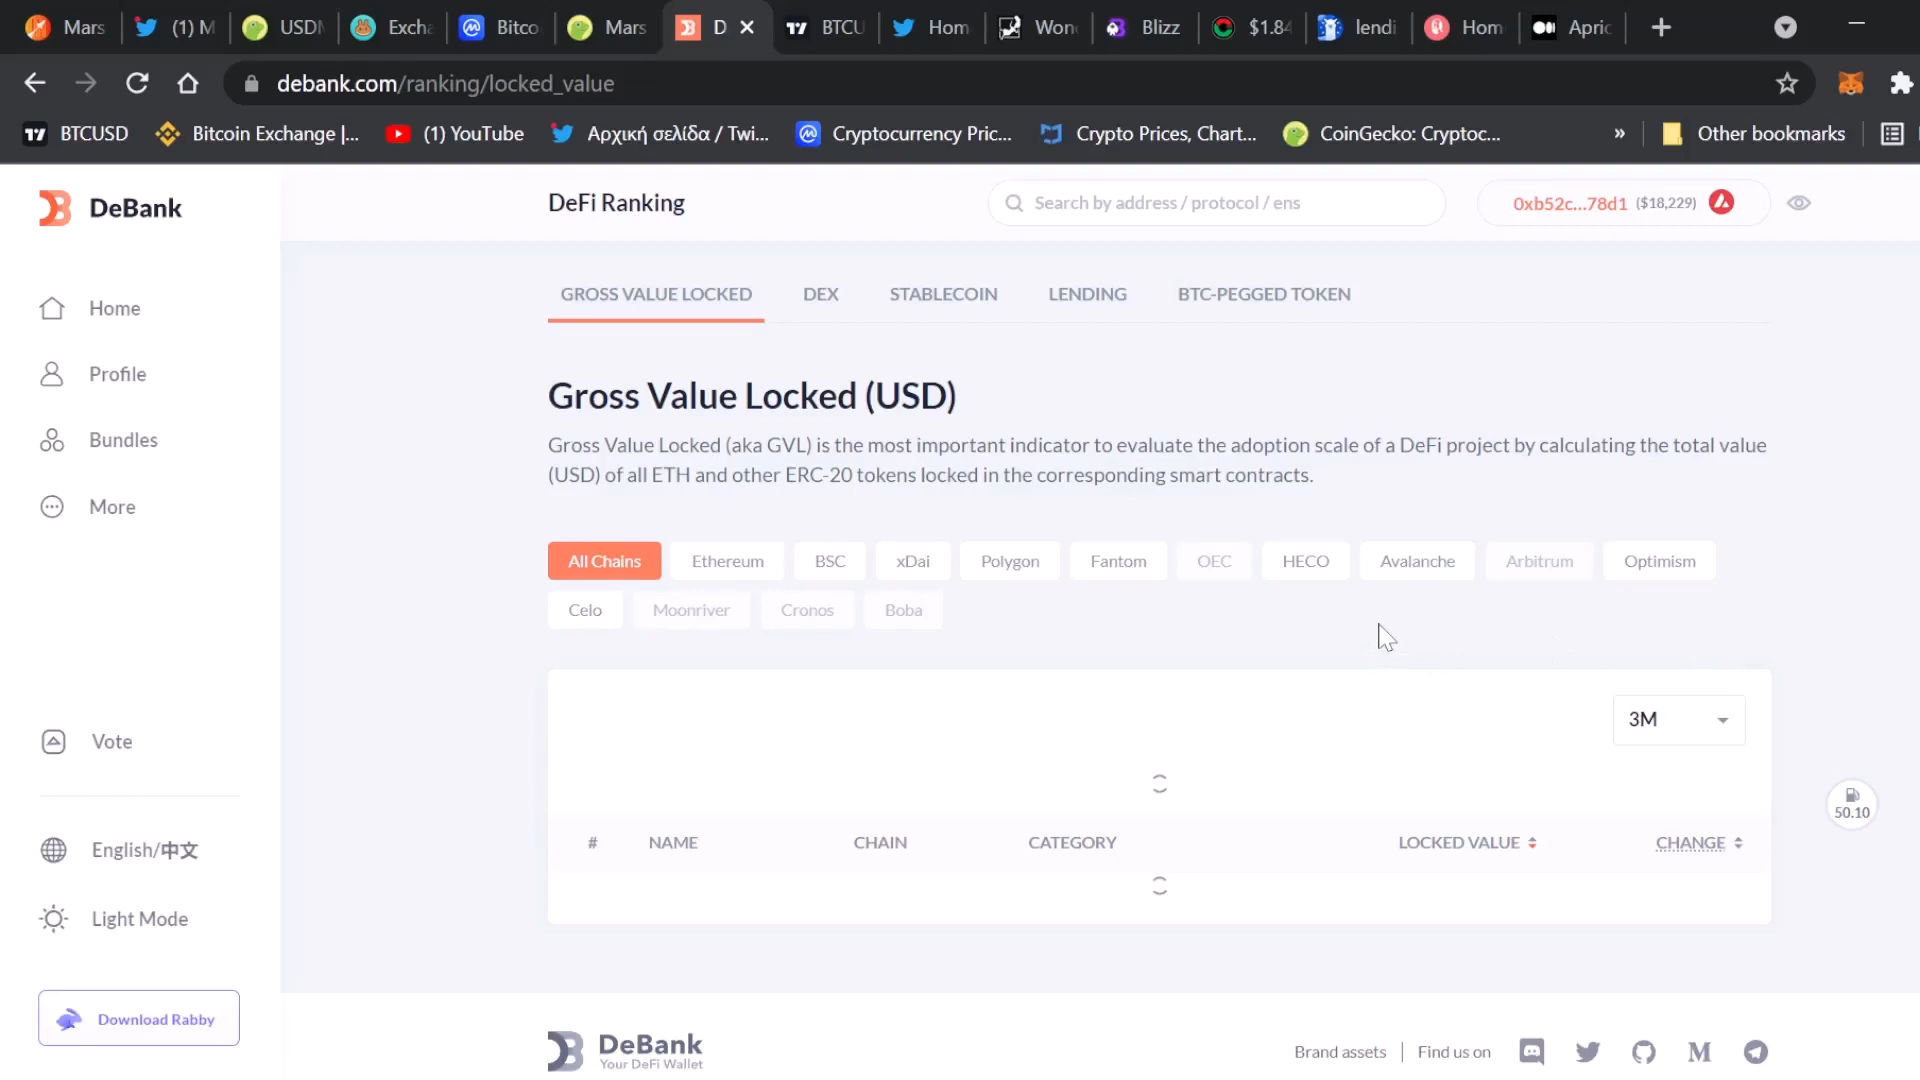 Mars
(1) M
USDM
Excha
Bitco
Mars
D
BTCU
Hom
Won
Blizz
$1.84
lendi
Hom
Apric
debank.com/ranking/locked_value
BTCUSD
Bitcoin Exchange |...
(1) YouTube
Αρχική σελίδα / Twi...
Cryptocurrency Pric...
Crypto Prices, Chart...
CoinGecko: Cryptoc...
»
Other bookmarks
DeBank
DeFi Ranking
Search by address / protocol / ens
0xb52c...78d1 ($18,229)
Home
Profile
Bundles
More
Vote
English/中文
Light Mode
Download Rabby
GROSS VALUE LOCKED
DEX
STABLECOIN
LENDING
BTC-PEGGED TOKEN
Gross Value Locked (USD)
Gross Value Locked (aka GVL) is the most important indicator to evaluate the adoption scale of a DeFi project by calculating the total value
(USD) of all ETH and other ERC-20 tokens locked in the corresponding smart contracts.
All Chains
Ethereum
BSC
xDai
Polygon
Fantom
OEC
HECO
Avalanche
Arbitrum
Optimism
Celo
Moonriver
Cronos
Boba
3M
50.10
# NAME CHAIN CATEGORY LOCKED VALUE CHANGE
DeBank
Your DeFi Wallet
Brand assets | Find us on